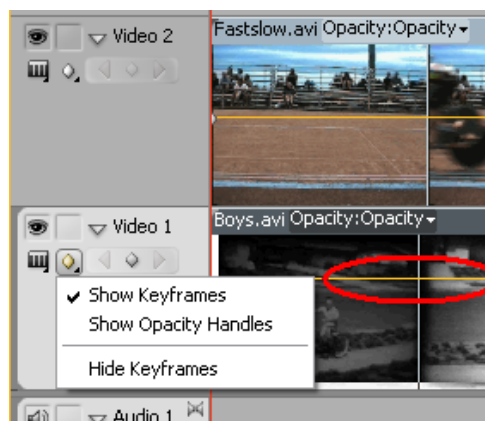 Video 2
Fastslow.avi Opacity:Opacity
Video 1
Boys.avi Opacity:Opacity
Show Keyframes
Show Opacity Handles
Hide Keyframes
Audio 1